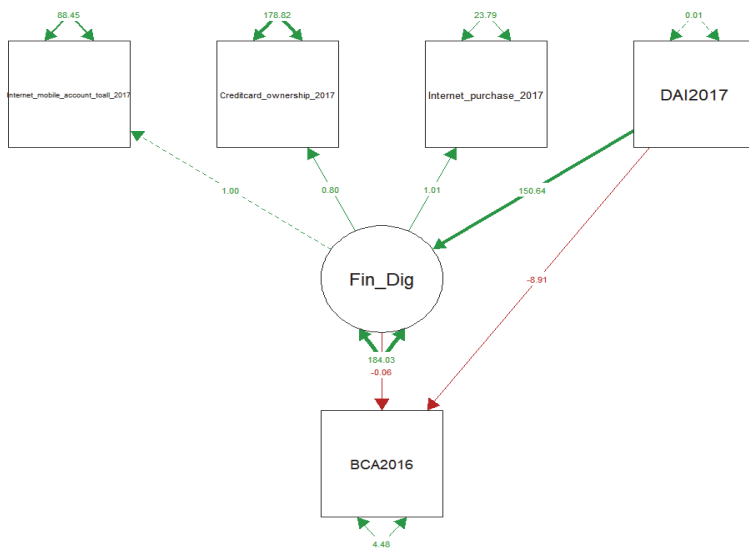 88.45
178.82
23.79
0.01
Internet_mobile_account_toall_2017
Creditcard_ownership_2017
Internet_purchase_2017
DAI2017
1.00
0.80
1.01
150.64
Fin_Dig
-8.91
184.03
-0.06
BCA2016
4.48